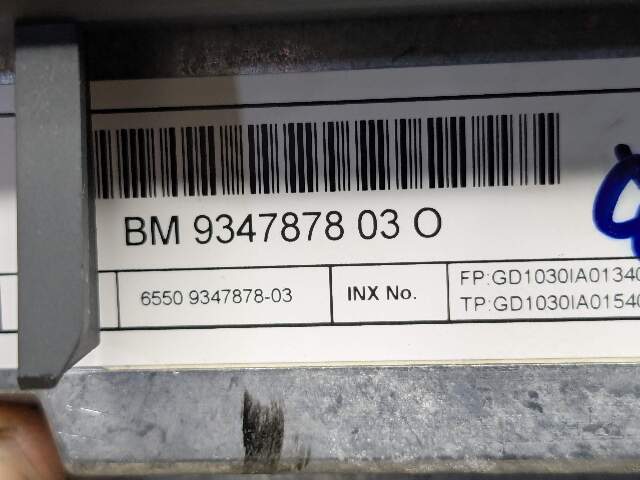 BM 9347878 03 O
6550 9347878-03
INX No.
FP:GD1030IA01340
TP:GD1030IA01540